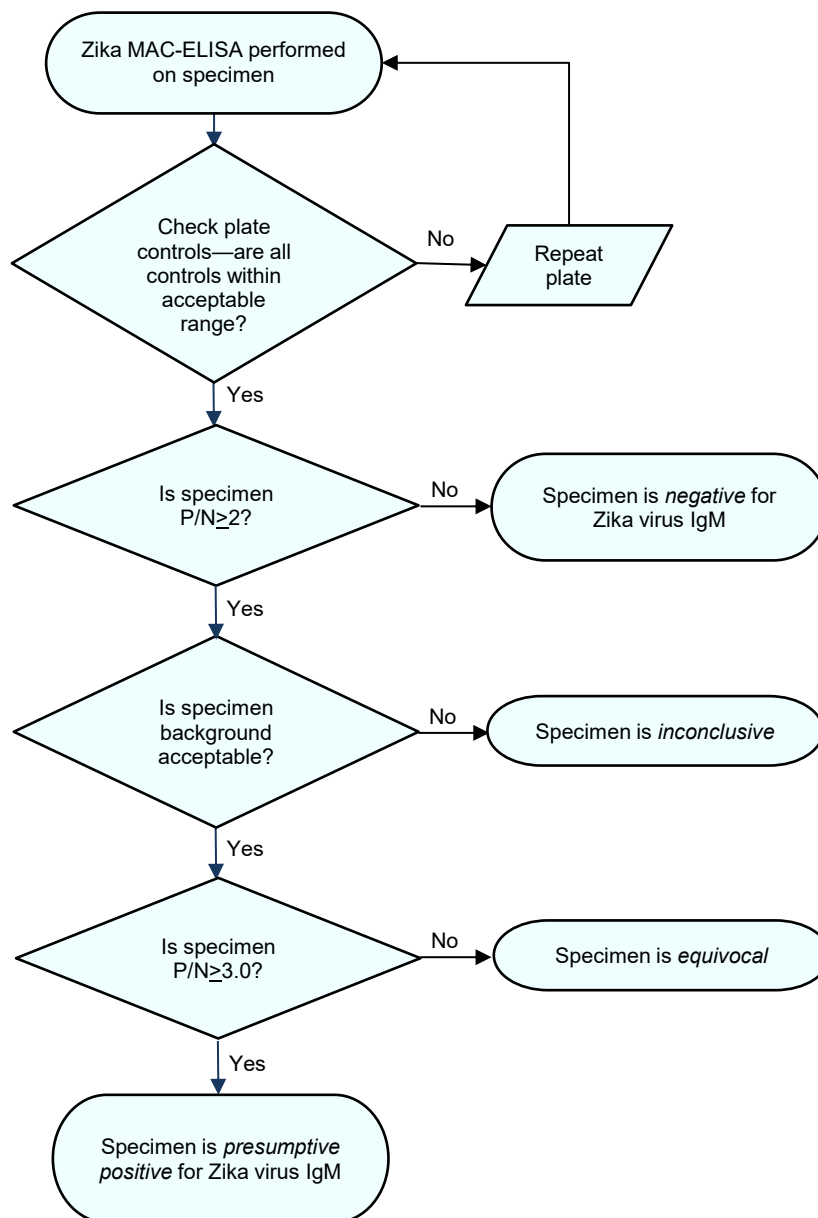 Zika MAC-ELISA performed
on specimen
Check plate
controls—are all
controls within
acceptable
range?
No
Repeat
plate
Yes
Is specimen
P/N≥2?
No
Specimen is negative for
Zika virus IgM
Yes
Is specimen
background
acceptable?
No
Specimen is inconclusive
Yes
Is specimen
P/N≥3.0?
No
Specimen is equivocal
Yes
Specimen is presumptive
positive for Zika virus IgM